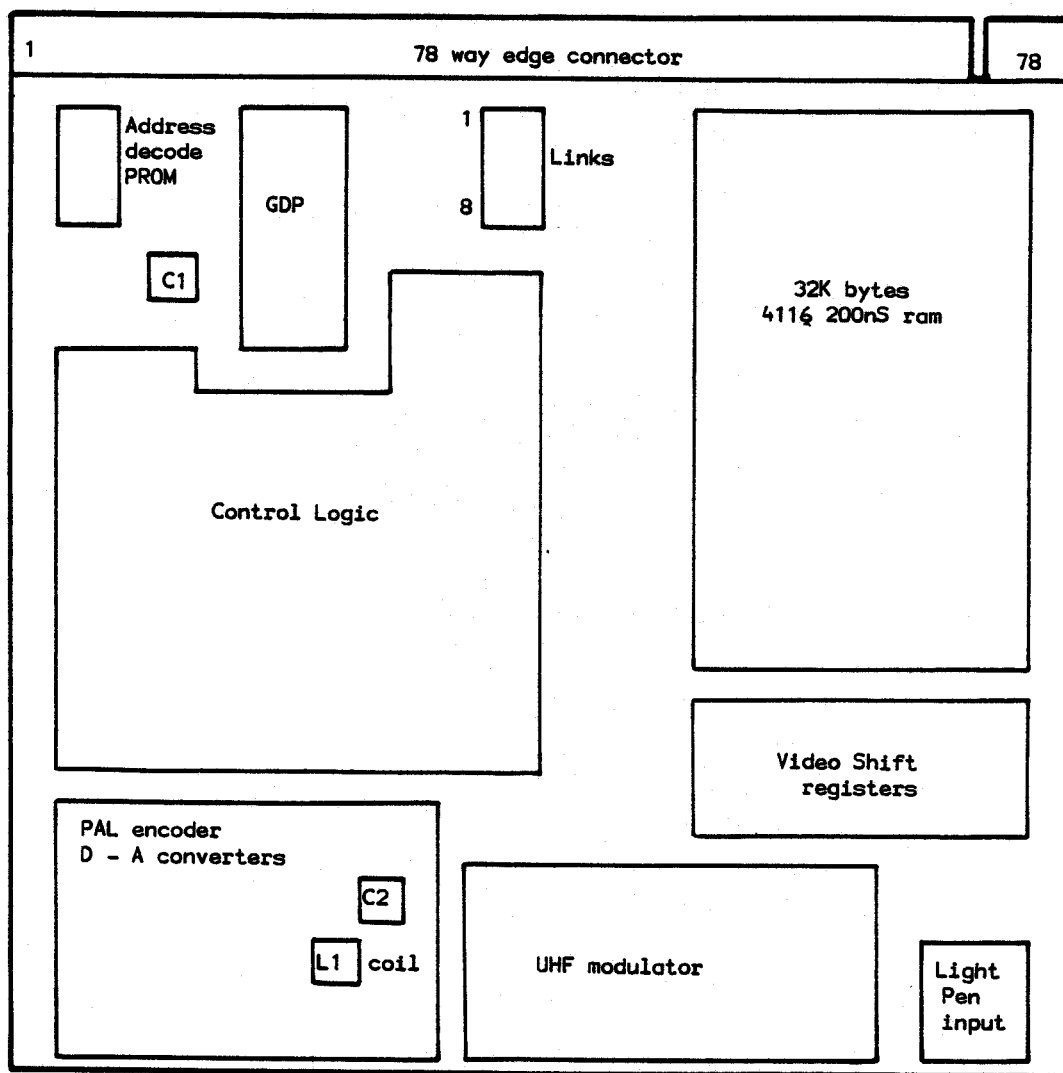 1
78 way edge connector
78
Address
decode
PROM
GDP
1
Links
8
C1
32K bytes
4116 200nS ram
Control Logic
Video Shift
registers
PAL encoder
D - A converters
C2
L1 coil
UHF modulator
Light
Pen
input